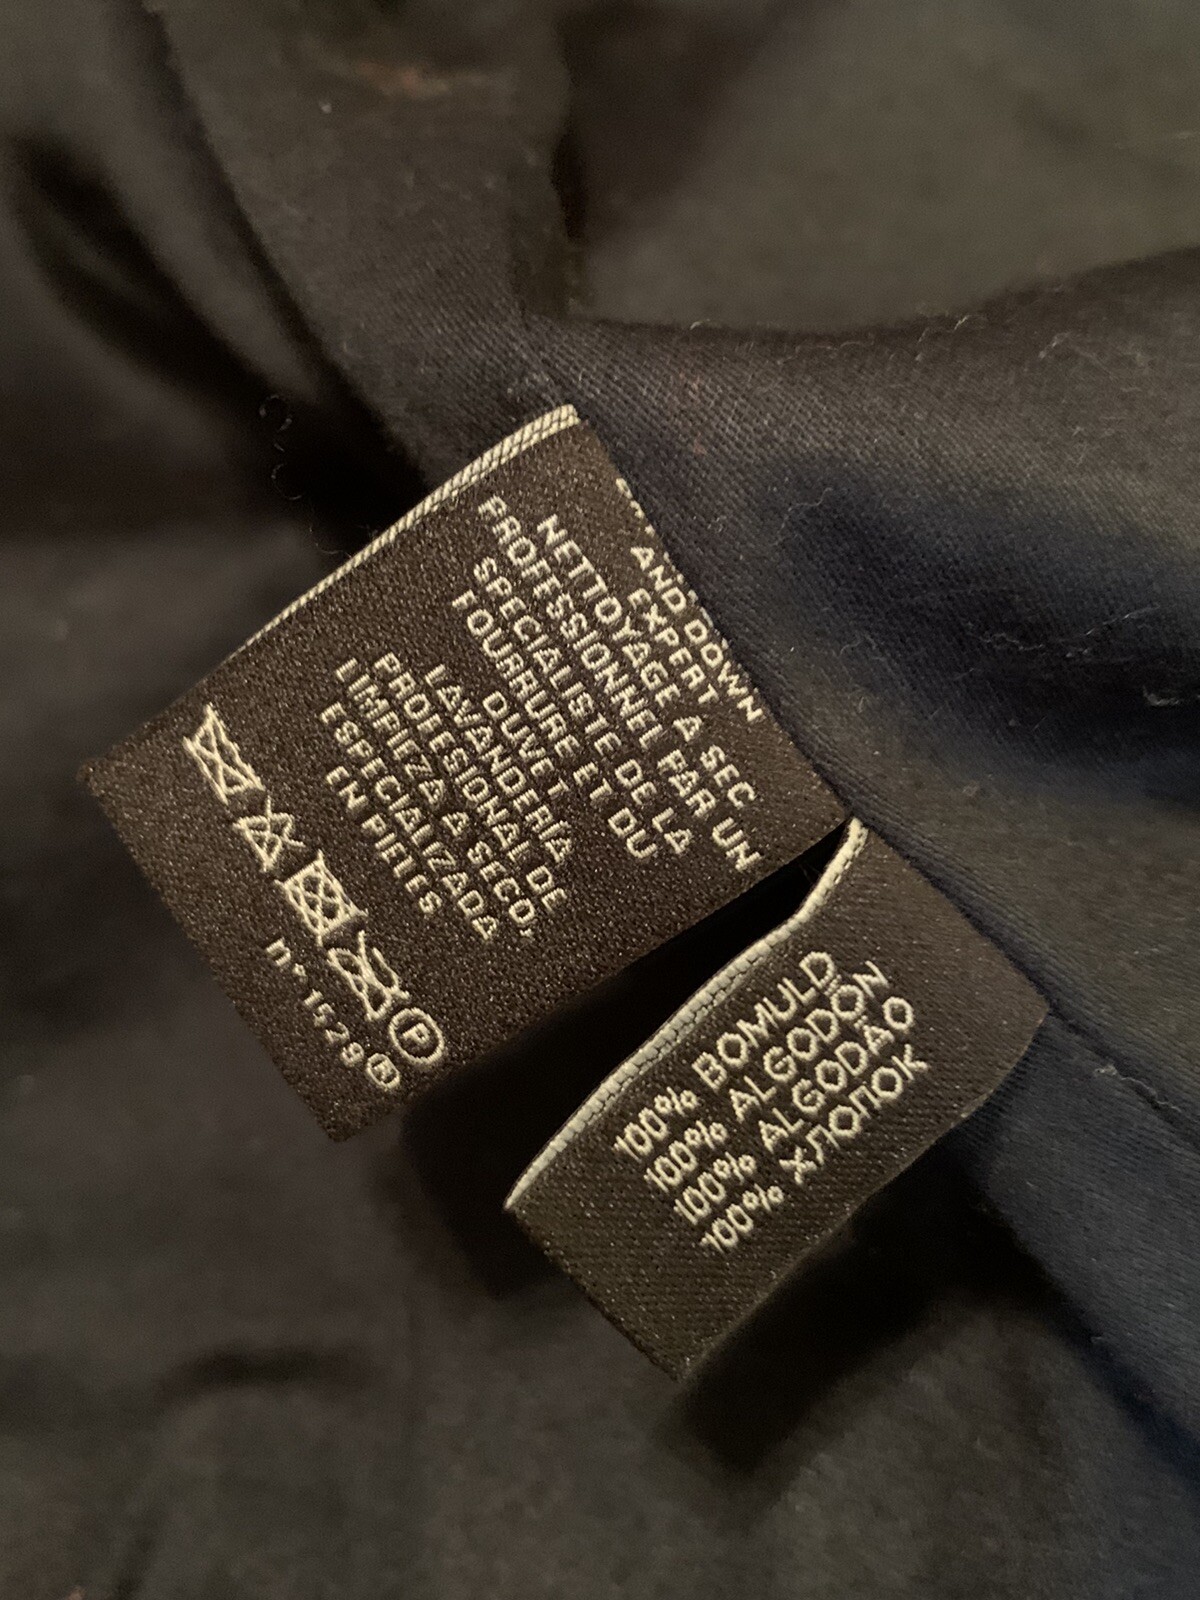 AND DOWN
EXPERT
NETTOYAGE A SEC
PROFESSIONNEL PAR UN
SPECIALISTE DE LA
FOURRURE ET DU
DUVET
LAVANDERÍA
PROFESIONAL DE
LIMPIEZA A SECO,
ESPECIALIZADA
EN PIELES
P
n° 1529 ®
100% BOMULD
100% ALGODÓN
100% ALGODÃO
100% ХЛОПОК